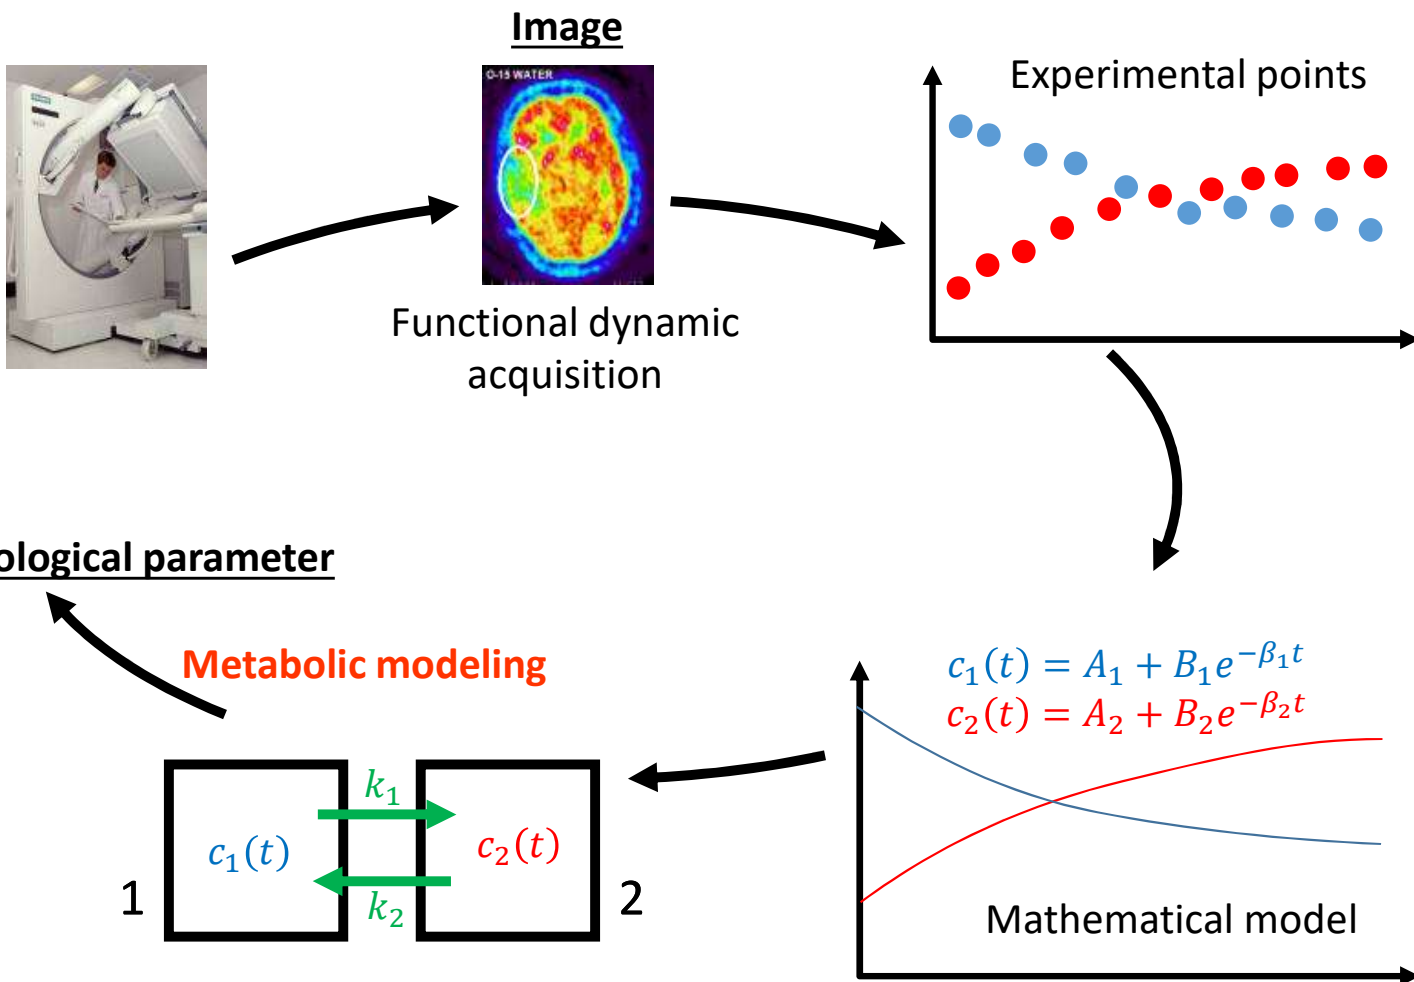 Image
O-15 WATER
Experimental points
Functional dynamic
acquisition
ological parameter
Metabolic modeling
c₁(t) = A₁ + B₁e^{-β₁t}
c₂(t) = A₂ + B₂e^{-β₂t}
k₁
c₁(t)
c₂(t)
k₂
1
2
Mathematical model